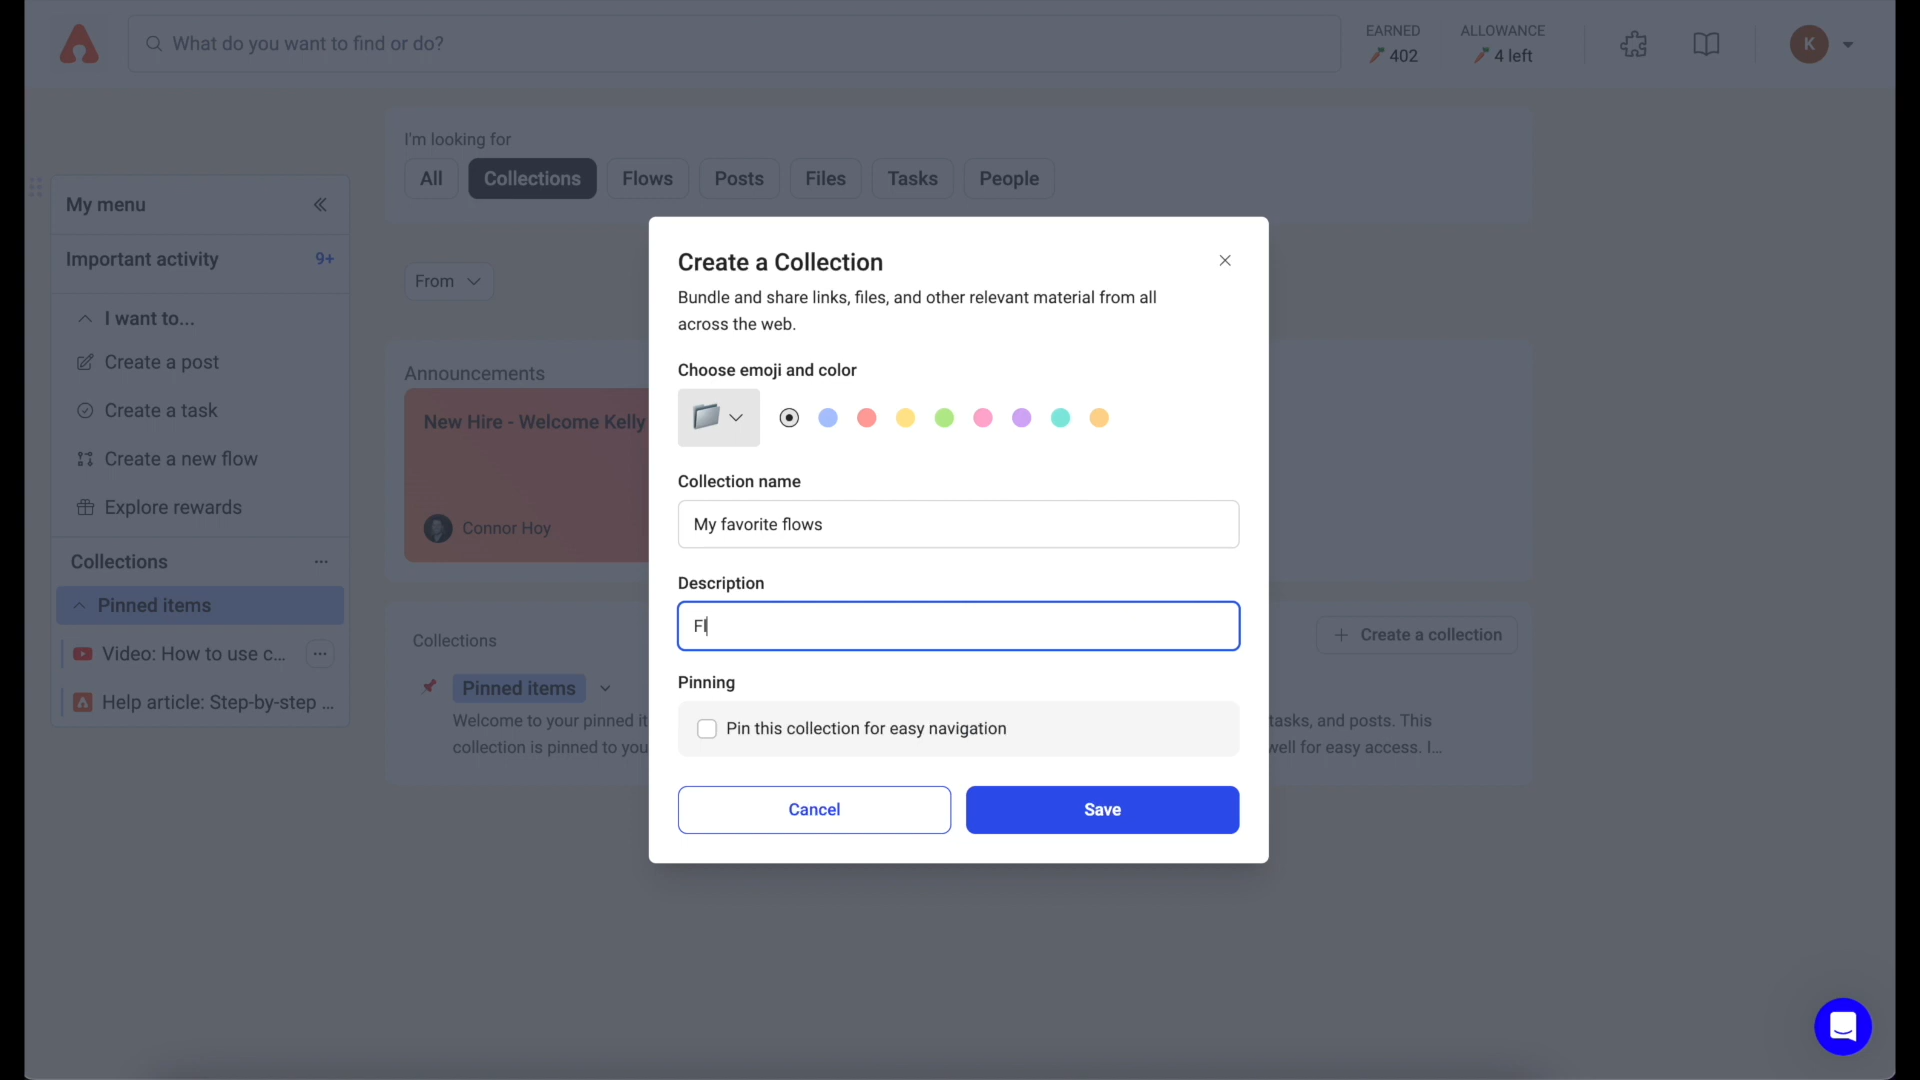 What do you want to find or do?
EARNED
402
ALLOWANCE
4 left
K
I'm looking for
All
Collections
Flows
Posts
Files
Tasks
People
My menu
Important activity
9+
I want to...
Create a post
Create a task
Create a new flow
Explore rewards
Collections
Pinned items
Video: How to use c...
Help article: Step-by-step ...
From
Announcements
New Hire - Welcome Kelly
Connor Hoy
Collections
Create a collection
Pinned items
Welcome to your pinned it
tasks, and posts. This
collection is pinned to you
well for easy access. I...
Create a Collection
Bundle and share links, files, and other relevant material from all
across the web.
Choose emoji and color
Collection name
My favorite flows
Description
Fl
Pinning
Pin this collection for easy navigation
Cancel
Save